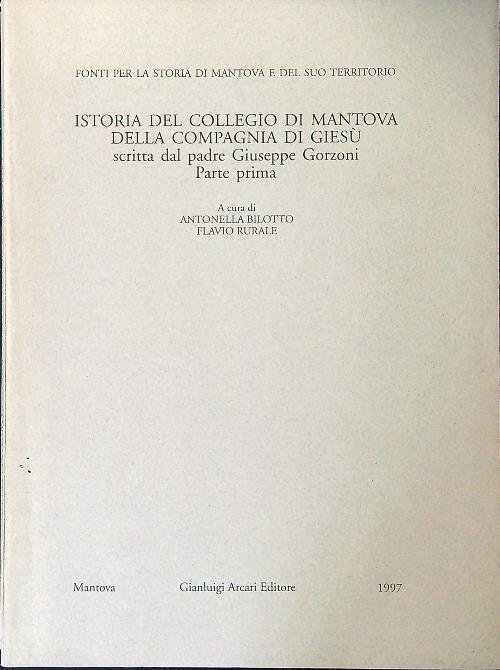 FONTI PER LA STORIA DI MANTOVA E DEL SUO TERRITORIO
ISTORIA DEL COLLEGIO DI MANTOVA
DELLA COMPAGNIA DI GIESÙ
scritta dal padre Giuseppe Gorzoni
Parte prima
A cura di
ANTONELLA BILOTTO
FLAVIO RURALE
Mantova Gianluigi Arcari Editore 1997